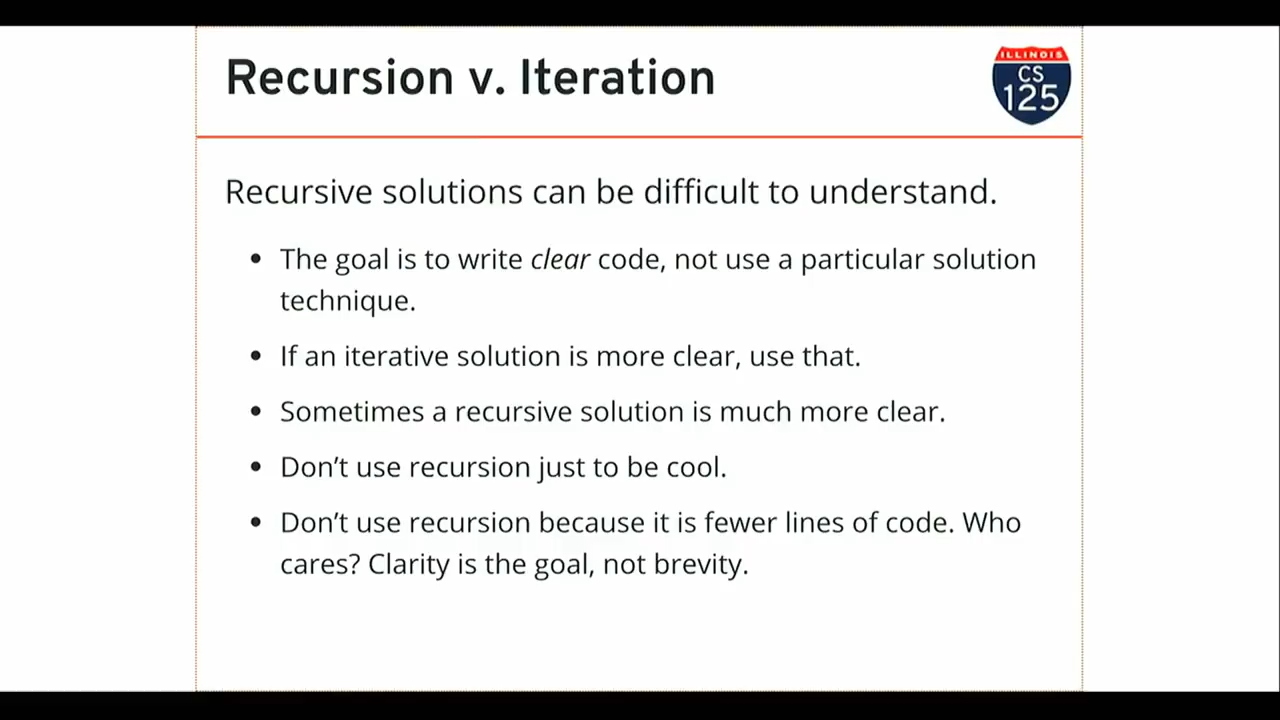 Recursion v. Iteration
ILLINOIS
CS
125
Recursive solutions can be difficult to understand.
• The goal is to write clear code, not use a particular solution
technique.
• If an iterative solution is more clear, use that.
• Sometimes a recursive solution is much more clear.
• Don’t use recursion just to be cool.
• Don’t use recursion because it is fewer lines of code. Who
cares? Clarity is the goal, not brevity.